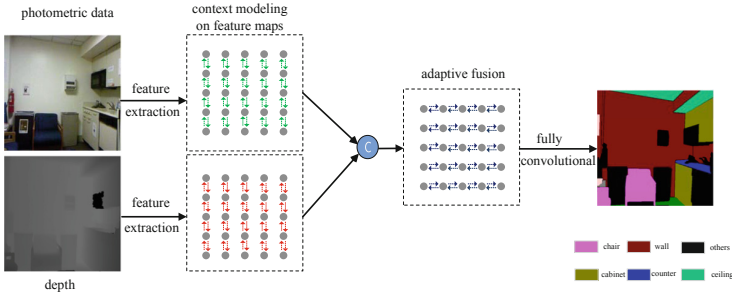 photometric data
context modeling
on feature maps
feature
extraction
adaptive fusion
C
fully
convolutional
feature
extraction
depth
chair
wall
others
cabinet
counter
ceiling